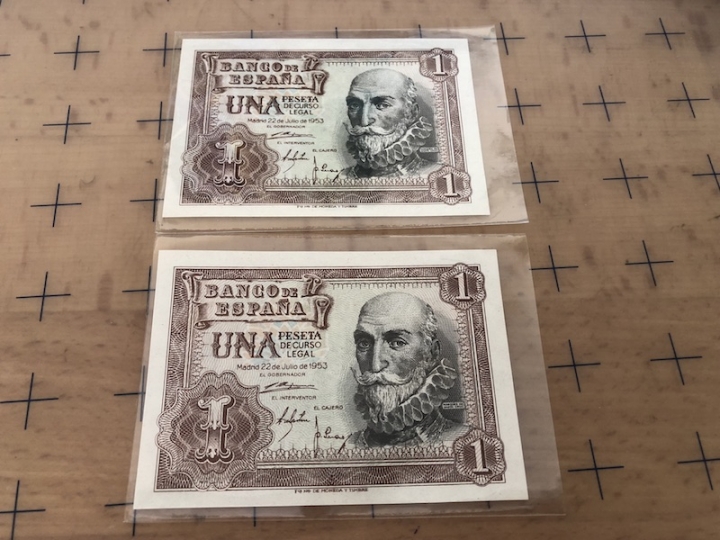 BANCO DE
ESPAÑA
1
UNA PESETA
DE CURSO
LEGAL
Madrid 22 de Julio de 1953
EL GOBERNADOR
EL INTERVENTOR
EL CAJERO
1
1
BANCO DE
ESPAÑA
1
UNA PESETA
DE CURSO
LEGAL
Madrid 22 de Julio de 1953
EL GOBERNADOR
EL INTERVENTOR
EL CAJERO
1
1